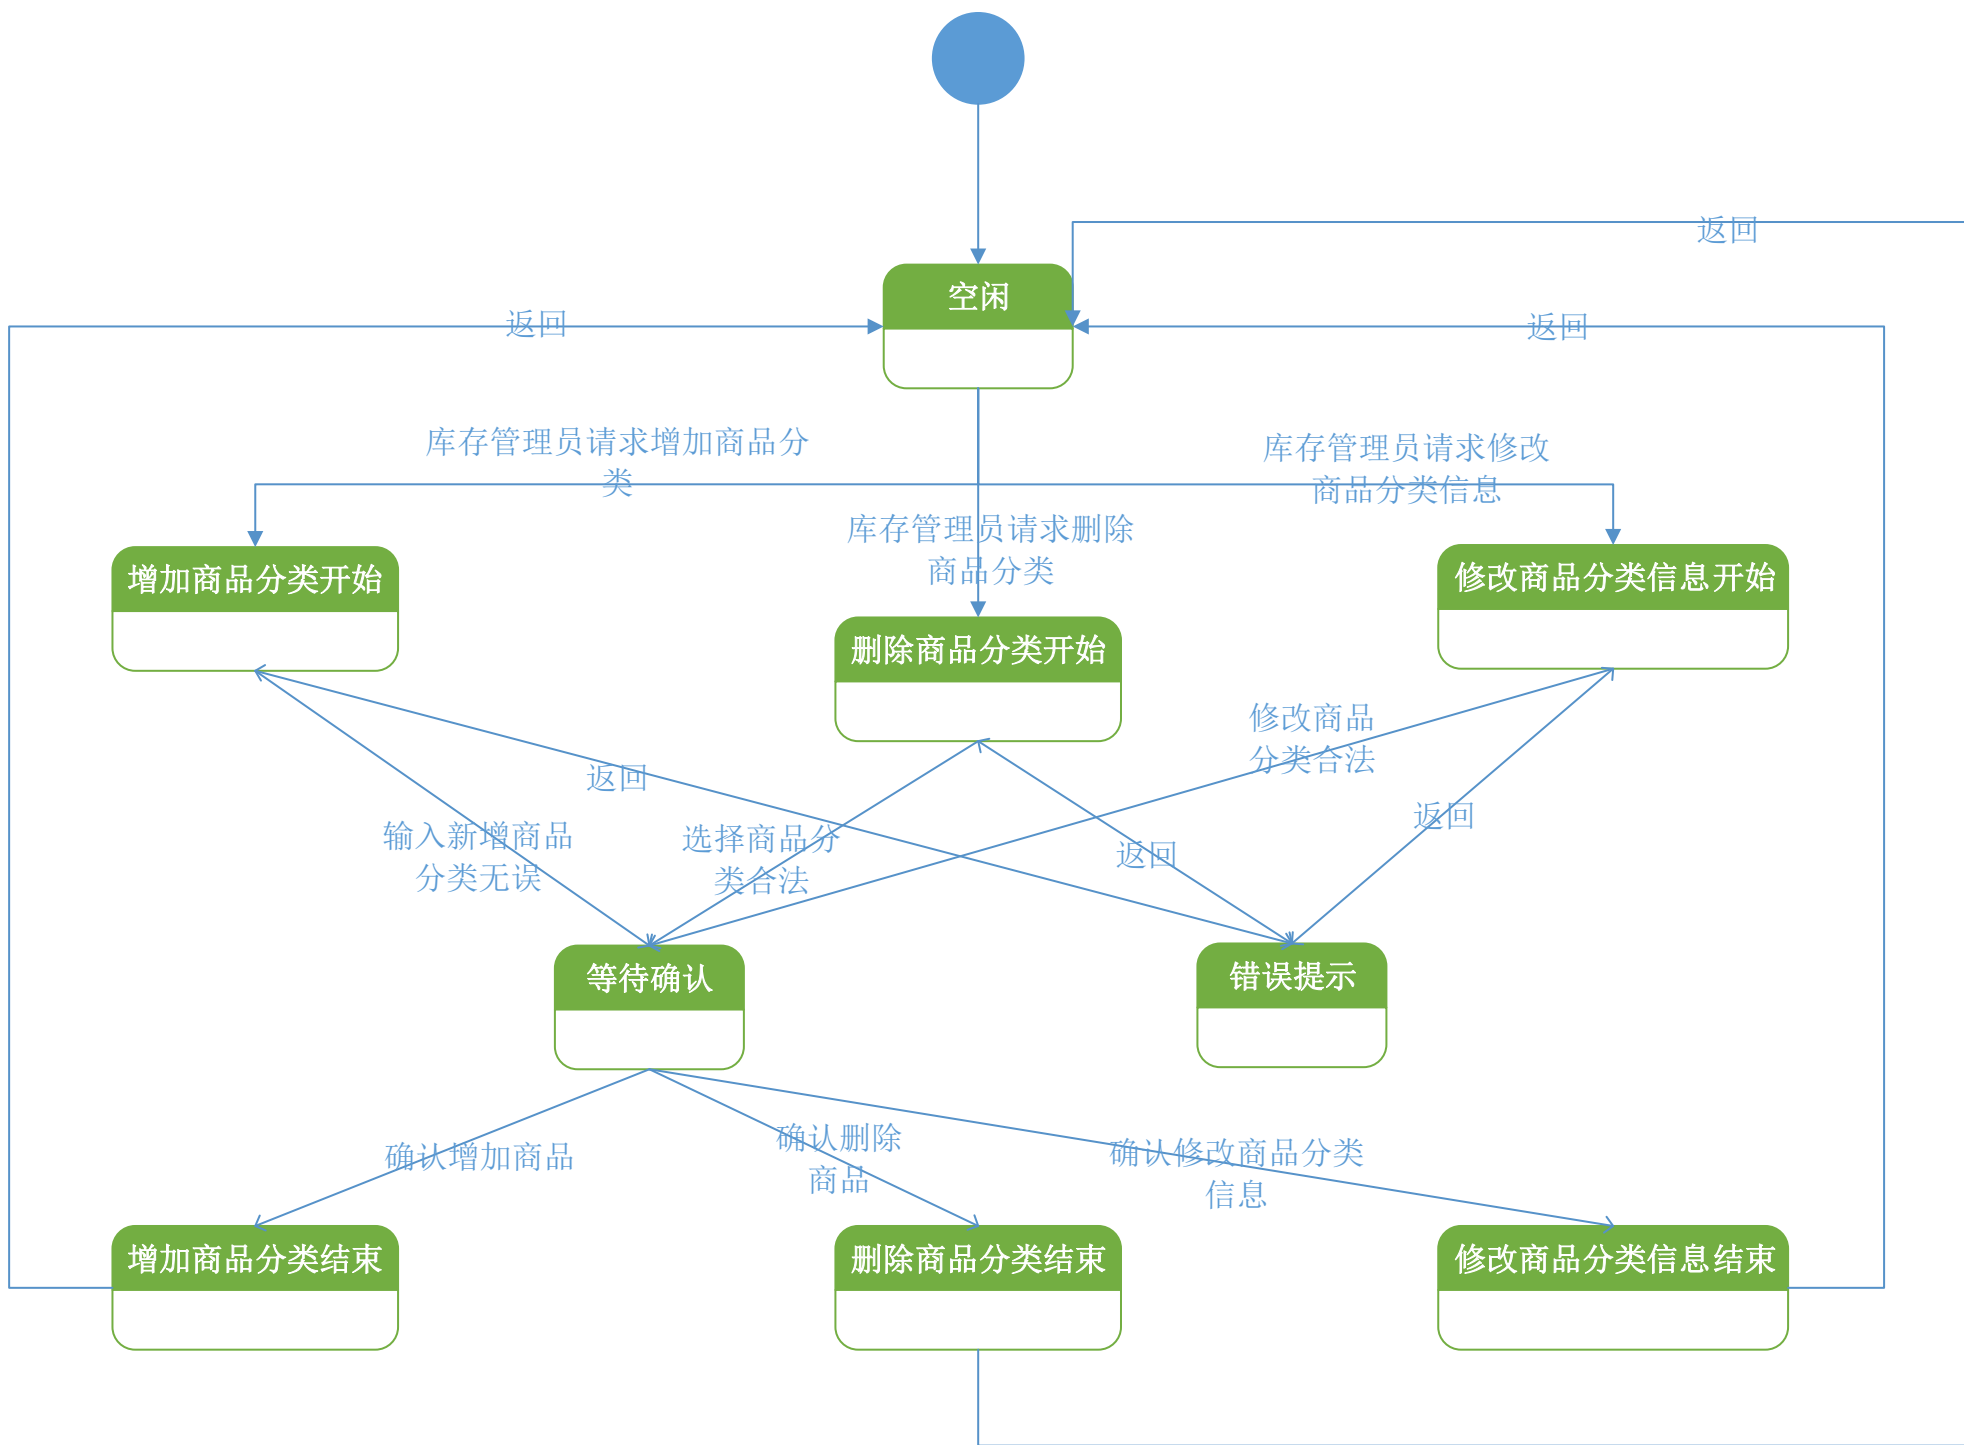 返回
空闲
返回
返回
库存管理员请求增加商品分
类
库存管理员请求修改
商品分类信息
库存管理员请求删除
商品分类
增加商品分类开始
修改商品分类信息开始
删除商品分类开始
修改商品
分类合法
返回
返回
输入新增商品
分类无误
选择商品分
类合法
返回
等待确认
错误提示
确认增加商品
确认删除
商品
确认修改商品分类
信息
增加商品分类结束
删除商品分类结束
修改商品分类信息结束